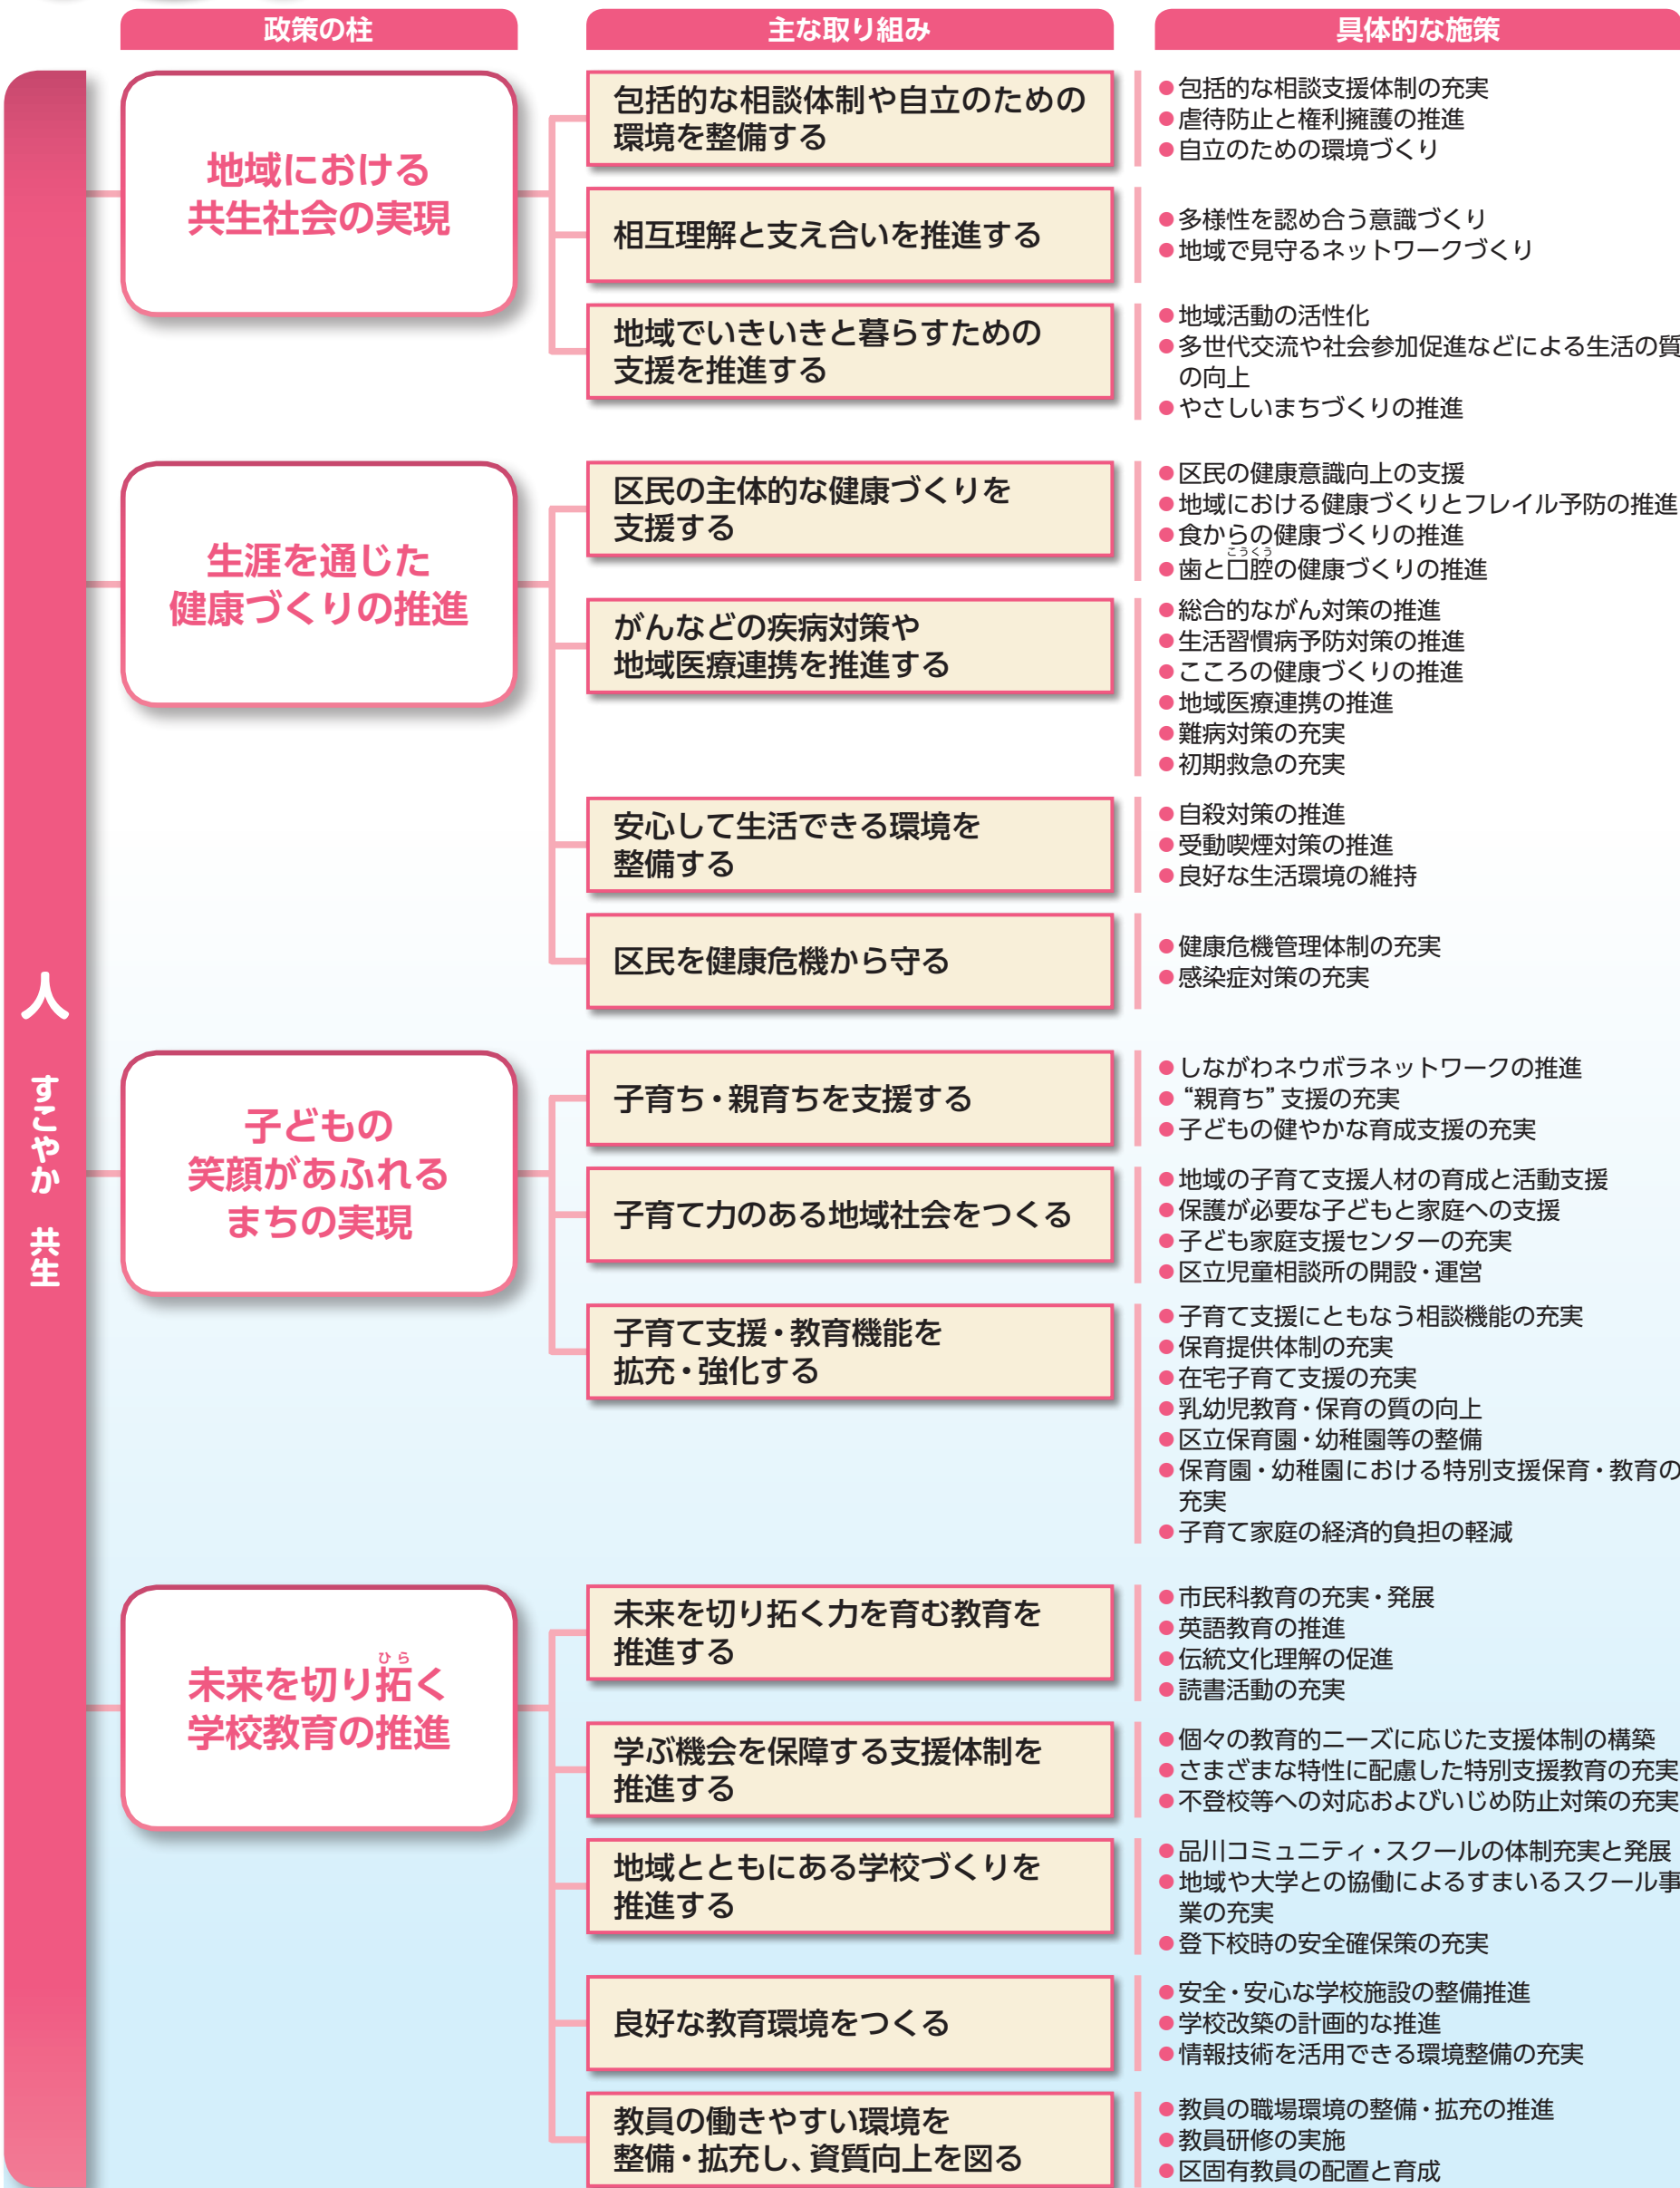 政策の柱
主な取り組み
具体的な施策
人 すこやか 共生
地域における
共生社会の実現
包括的な相談体制や自立のための
環境を整備する
●包括的な相談支援体制の充実
●虐待防止と権利擁護の推進
●自立のための環境づくり
相互理解と支え合いを推進する
●多様性を認め合う意識づくり
●地域で見守るネットワークづくり
地域でいきいきと暮らすための
支援を推進する
●地域活動の活性化
●多世代交流や社会参加促進などによる生活の質
の向上
●やさしいまちづくりの推進
生涯を通じた
健康づくりの推進
区民の主体的な健康づくりを
支援する
●区民の健康意識向上の支援
●地域における健康づくりとフレイル予防の推進
●食からの健康づくりの推進
こうくう
●歯と口腔の健康づくりの推進
がんなどの疾病対策や
地域医療連携を推進する
●総合的ながん対策の推進
●生活習慣病予防対策の推進
●こころの健康づくりの推進
●地域医療連携の推進
●難病対策の充実
●初期救急の充実
安心して生活できる環境を
整備する
●自殺対策の推進
●受動喫煙対策の推進
●良好な生活環境の維持
区民を健康危機から守る
●健康危機管理体制の充実
●感染症対策の充実
子どもの
笑顔があふれる
まちの実現
子育ち・親育ちを支援する
●しながわネウボラネットワークの推進
●“親育ち”支援の充実
●子どもの健やかな育成支援の充実
子育て力のある地域社会をつくる
●地域の子育て支援人材の育成と活動支援
●保護が必要な子どもと家庭への支援
●子ども家庭支援センターの充実
●区立児童相談所の開設・運営
子育て支援・教育機能を
拡充・強化する
●子育て支援にともなう相談機能の充実
●保育提供体制の充実
●在宅子育て支援の充実
●乳幼児教育・保育の質の向上
●区立保育園・幼稚園等の整備
●保育園・幼稚園における特別支援保育・教育の
充実
●子育て家庭の経済的負担の軽減
ひら
未来を切り拓く
学校教育の推進
未来を切り拓く力を育む教育を
推進する
●市民科教育の充実・発展
●英語教育の推進
●伝統文化理解の促進
●読書活動の充実
学ぶ機会を保障する支援体制を
推進する
●個々の教育的ニーズに応じた支援体制の構築
●さまざまな特性に配慮した特別支援教育の充実
●不登校等への対応およびいじめ防止対策の充実
地域とともにある学校づくりを
推進する
●品川コミュニティ・スクールの体制充実と発展
●地域や大学との協働によるすまいるスクール事
業の充実
●登下校時の安全確保策の充実
良好な教育環境をつくる
●安全・安心な学校施設の整備推進
●学校改築の計画的な推進
●情報技術を活用できる環境整備の充実
教員の働きやすい環境を
整備・拡充し、資質向上を図る
●教員の職場環境の整備・拡充の推進
●教員研修の実施
●区固有教員の配置と育成